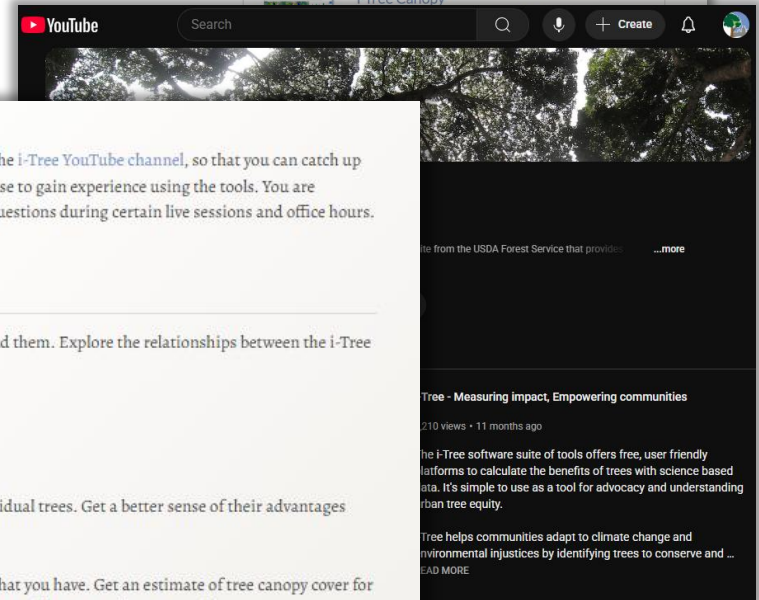 i-Tree Canopy
YouTube
Search
Create
he i-Tree YouTube channel, so that you can catch up
se to gain experience using the tools. You are
uestions during certain live sessions and office hours.
d them. Explore the relationships between the i-Tree
idual trees. Get a better sense of their advantages
hat you have. Get an estimate of tree canopy cover for
ite from the USDA Forest Service that provides ...more
-Tree - Measuring impact, Empowering communities
,210 views • 11 months ago
he i-Tree software suite of tools offers free, user friendly
latforms to calculate the benefits of trees with science based
ata. It's simple to use as a tool for advocacy and understanding
rban tree equity.
-Tree helps communities adapt to climate change and
nvironmental injustices by identifying trees to conserve and ...
EAD MORE